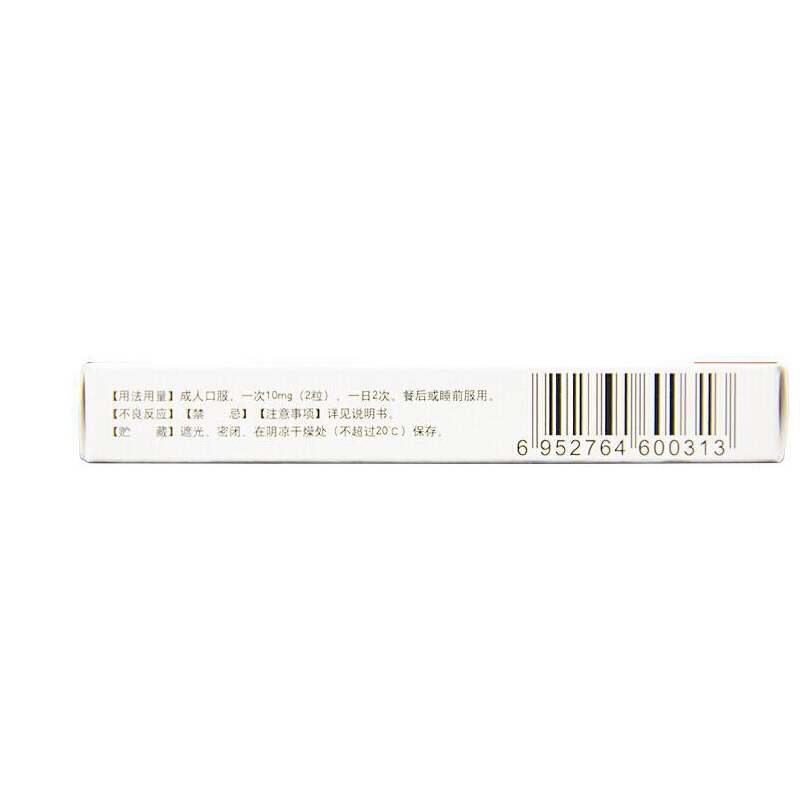 【用法用量】成人口服，一次10mg（2粒），一日2次。餐后或睡前服用。
【不良反应】【禁　　忌】【注意事项】详见说明书。
【贮　　藏】遮光、密闭，在阴凉干燥处（不超过20℃）保存。
6 952764 600313